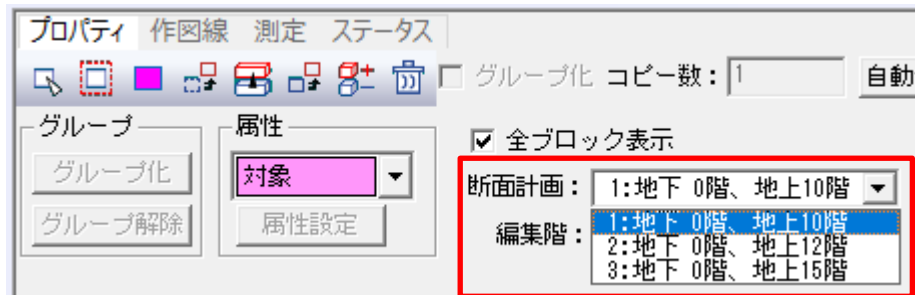 プロパティ 作図線 測定 ステータス
グループ化 コピー数： 1 自動
グループ 属性
全ブロック表示
グループ化 対象 断面計画： 1:地下 0階、地上10階
グループ解除 属性設定 編集階： 1:地下 0階、地上10階
2:地下 0階、地上12階
3:地下 0階、地上15階